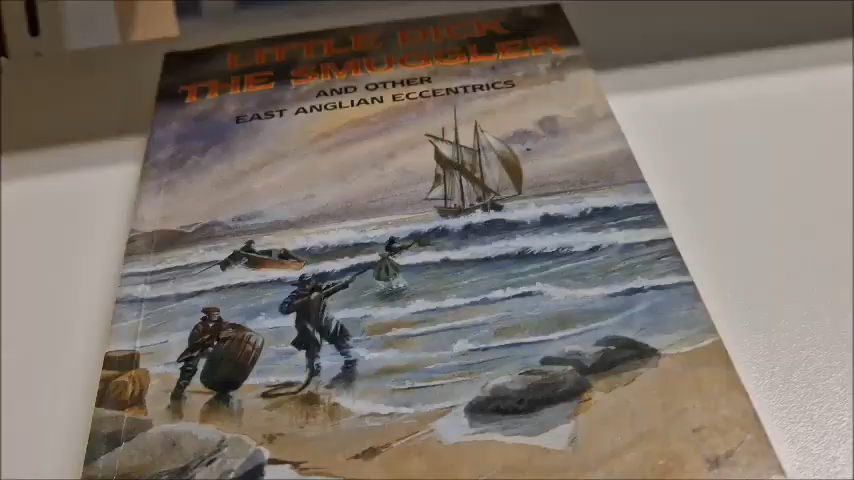 LITTLE DICK
THE SMUGGLER
AND OTHER
EAST ANGLIAN ECCENTRICS